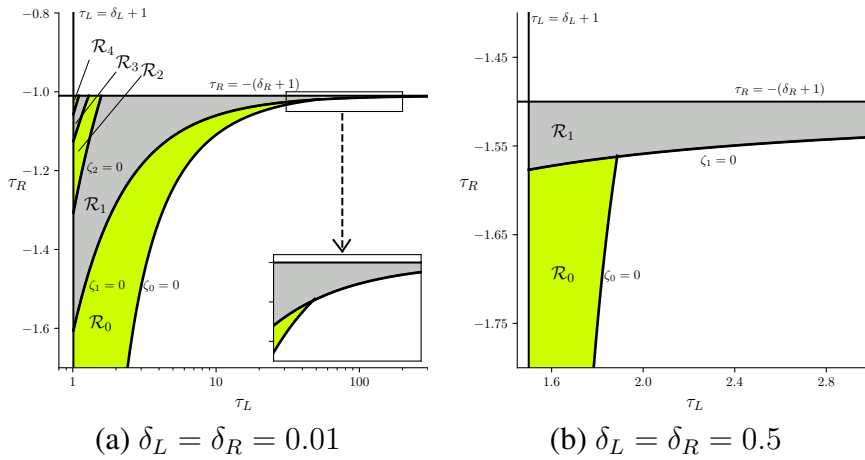 −0.8
−1.0
−1.2
−1.4
−1.6
τ_R
τ_L = δ_L + 1
R_4
R_3
R_2
τ_R = −(δ_R + 1)
ζ_2 = 0
R_1
ζ_1 = 0
ζ_0 = 0
R_0
1 10 100
τ_L
(a) δ_L = δ_R = 0.01
−1.45
−1.55
−1.65
−1.75
τ_R
τ_L = δ_L + 1
τ_R = −(δ_R + 1)
R_1
ζ_1 = 0
R_0
ζ_0 = 0
1.6 2.0 2.4 2.8
τ_L
(b) δ_L = δ_R = 0.5